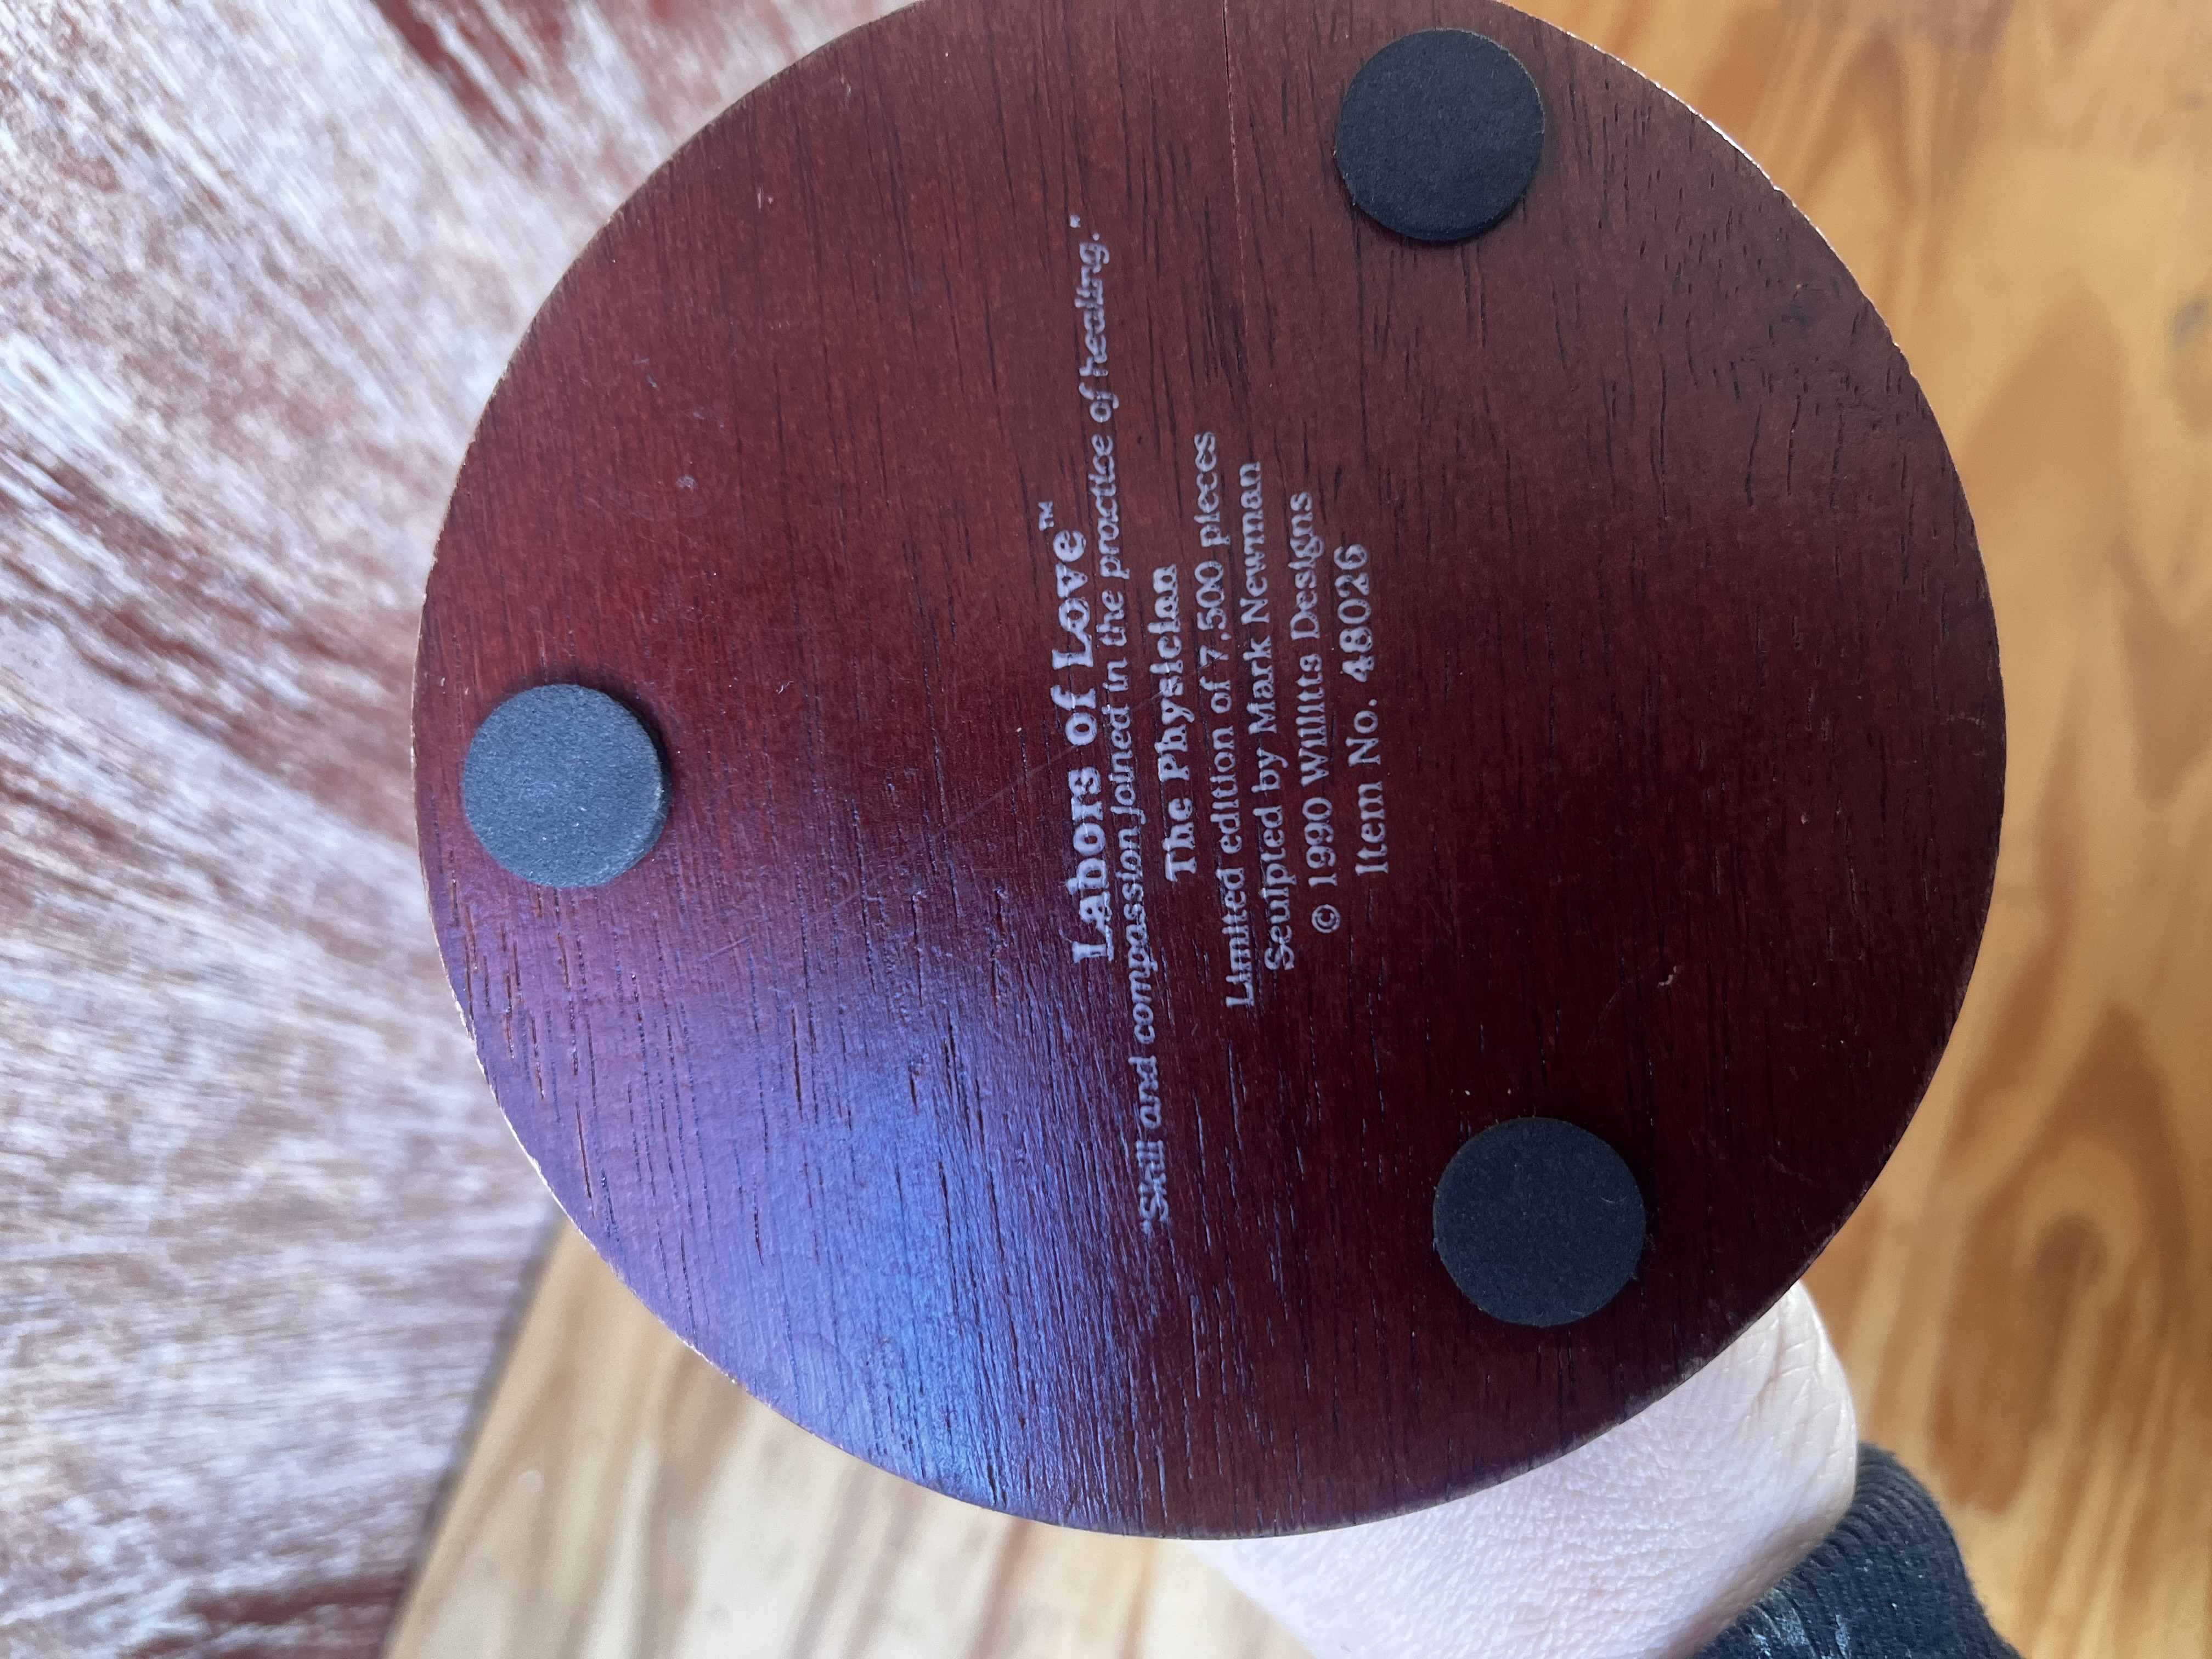 Labors of Love™
"Skill and compassion joined in the practice of healing."
The Physician
Limited edition of 7,500 pieces
Sculpted by Mark Newman
© 1990 Willitts Designs
Item No. 48026